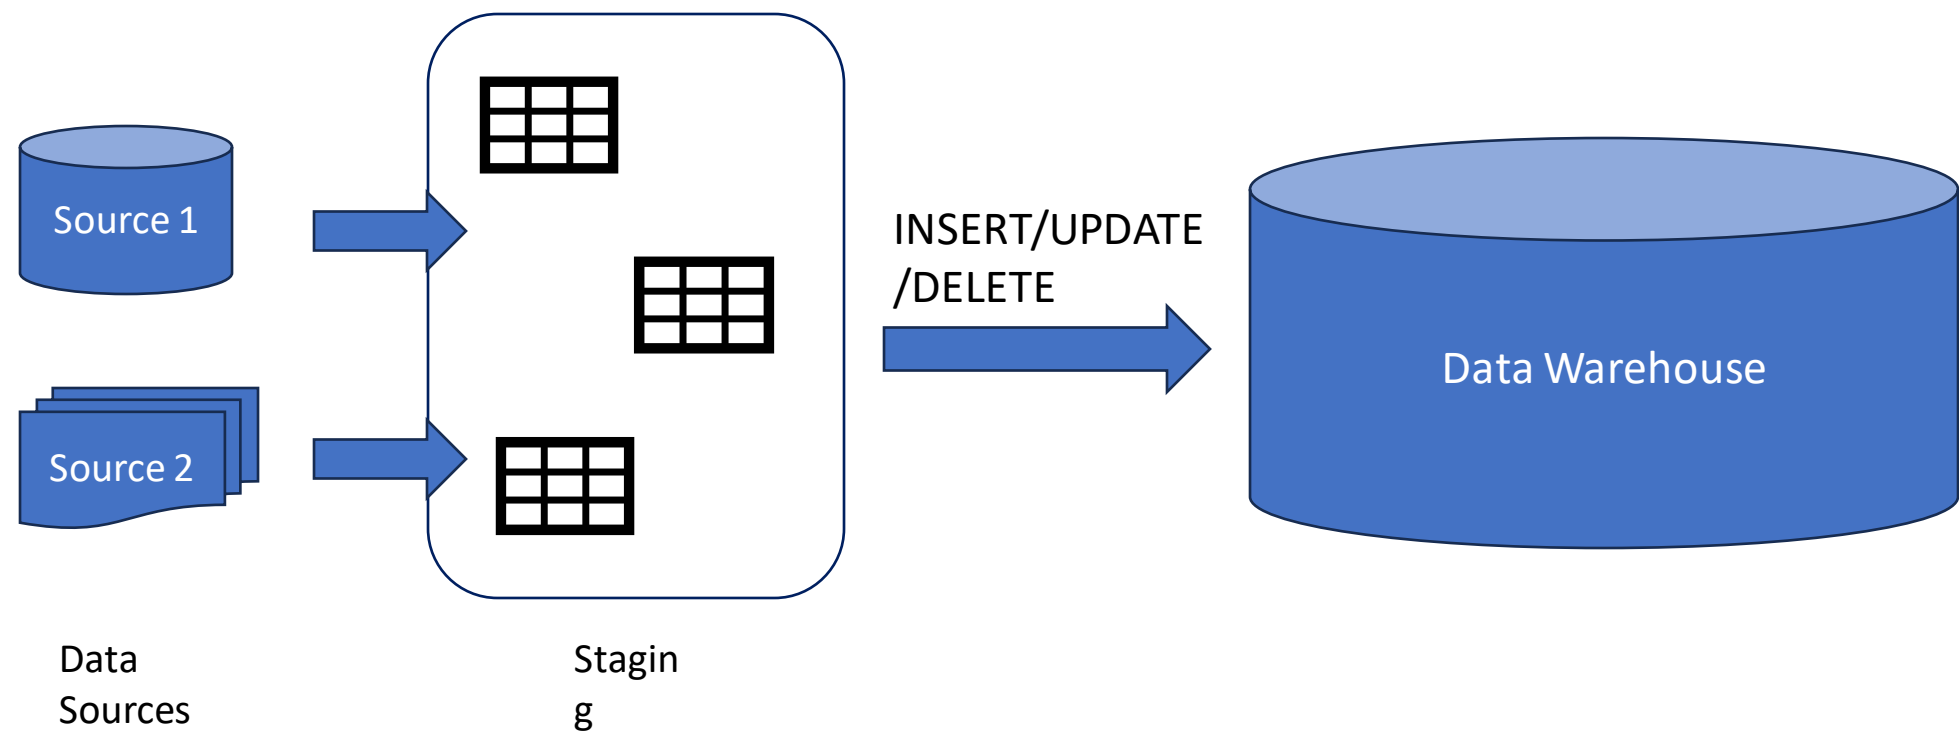 Source 1
Source 2
INSERT/UPDATE
/DELETE
Data Warehouse
Data
Sources
Stagin
g